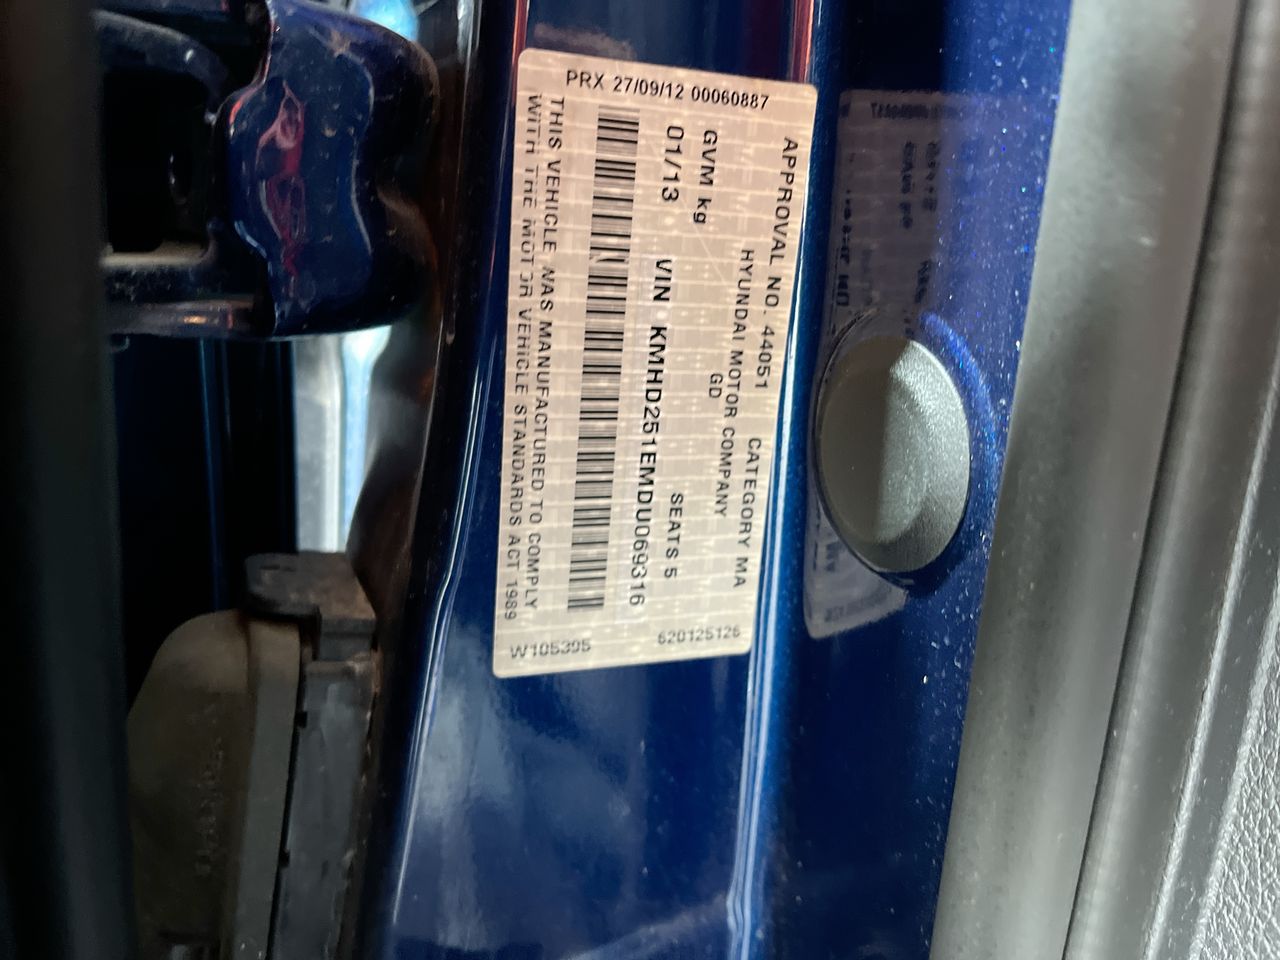 PRX 27/09/12 00060887
APPROVAL NO. 44051 CATEGORY MA
HYUNDAI MOTOR COMPANY
GD
GVM kg SEATS 5
01/13 VIN KMHD251EMDU069316
THIS VEHICLE WAS MANUFACTURED TO COMPLY
WITH THE MOTOR VEHICLE STANDARDS ACT 1989
620125126
W105395